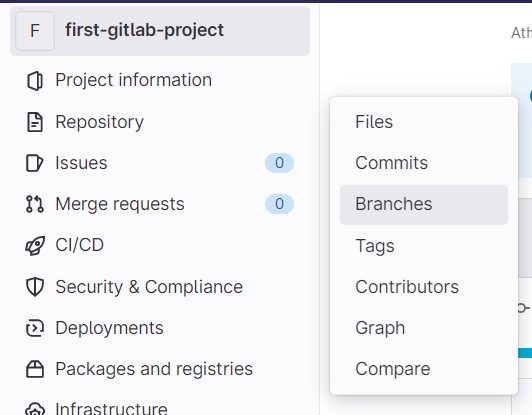 F first-gitlab-project
Project information
Repository
Issues 0
Merge requests 0
CI/CD
Security & Compliance
Deployments
Packages and registries
Infrastructure
Files
Commits
Branches
Tags
Contributors
Graph
Compare
Ath